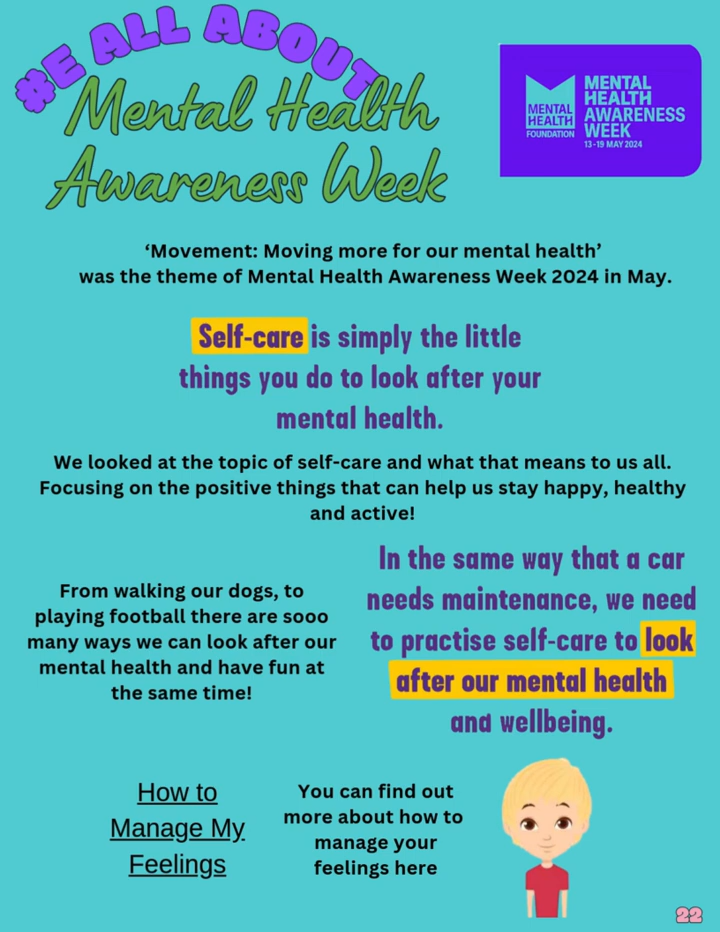 #E ALL ABOUT
Mental Health
Awareness Week
MENTAL
HEALTH
FOUNDATION
MENTAL
HEALTH
AWARENESS
WEEK
13-19 MAY 2024
‘Movement: Moving more for our mental health’
was the theme of Mental Health Awareness Week 2024 in May.
Self-care is simply the little
things you do to look after your
mental health.
We looked at the topic of self-care and what that means to us all.
Focusing on the positive things that can help us stay happy, healthy
and active!
From walking our dogs, to
playing football there are sooo
many ways we can look after our
mental health and have fun at
the same time!
In the same way that a car
needs maintenance, we need
to practise self-care to look
after our mental health
and wellbeing.
How to
Manage My
Feelings
You can find out
more about how to
manage your
feelings here
22